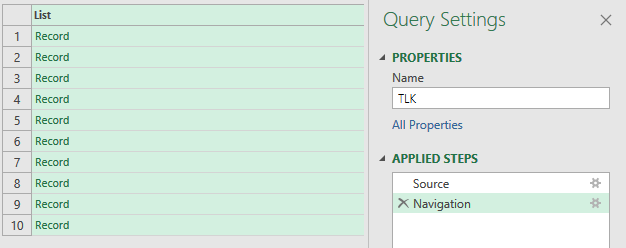 List
1 Record
2 Record
3 Record
4 Record
5 Record
6 Record
7 Record
8 Record
9 Record
10 Record
Query Settings
PROPERTIES
Name
TLK
All Properties
APPLIED STEPS
Source
Navigation